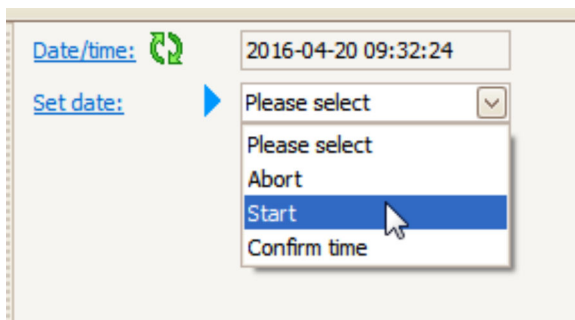 Date/time: 2016-04-20 09:32:24
Set date: Please select
Please select
Abort
Start
Confirm time